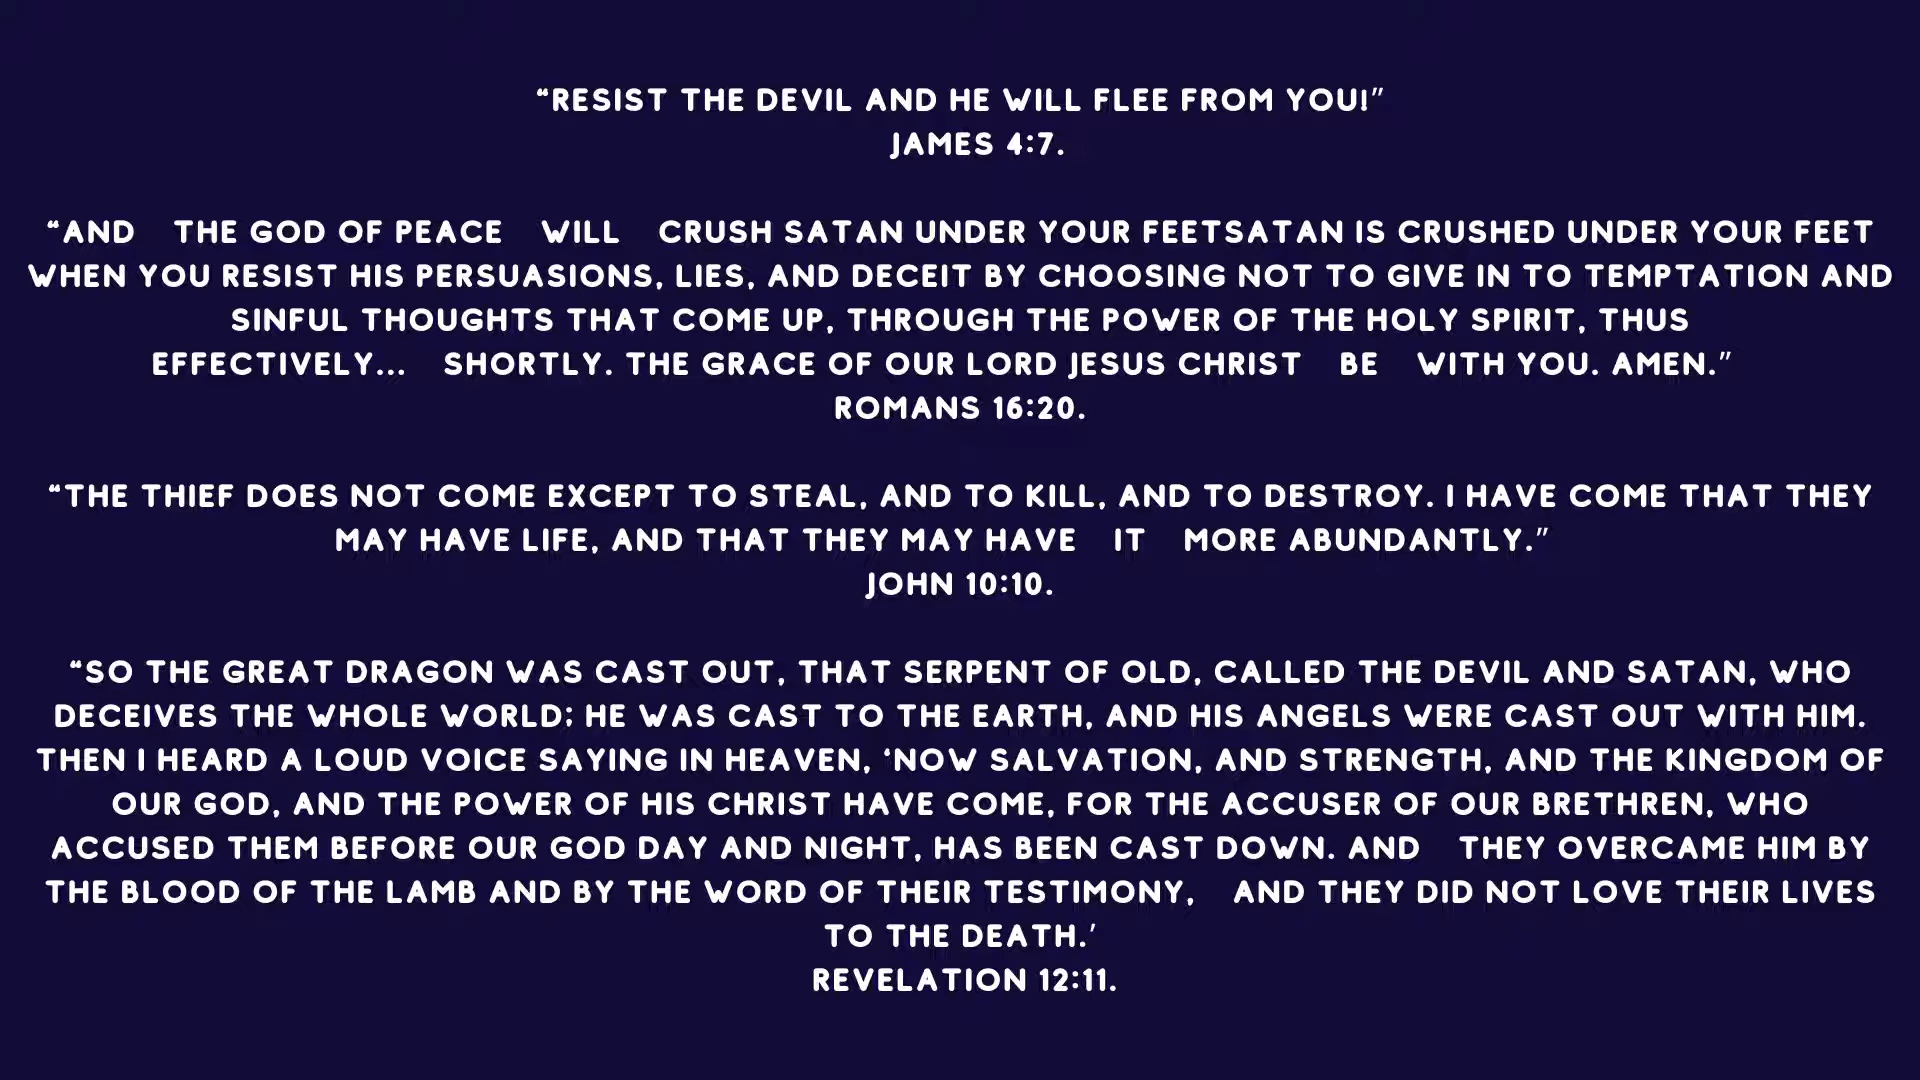 “RESIST THE DEVIL AND HE WILL FLEE FROM YOU!”
JAMES 4:7.
“AND THE GOD OF PEACE WILL CRUSH SATAN UNDER YOUR FEETSATAN IS CRUSHED UNDER YOUR FEET
WHEN YOU RESIST HIS PERSUASIONS, LIES, AND DECEIT BY CHOOSING NOT TO GIVE IN TO TEMPTATION AND
SINFUL THOUGHTS THAT COME UP, THROUGH THE POWER OF THE HOLY SPIRIT, THUS
EFFECTIVELY... SHORTLY. THE GRACE OF OUR LORD JESUS CHRIST BE WITH YOU. AMEN.”
ROMANS 16:20.
“THE THIEF DOES NOT COME EXCEPT TO STEAL, AND TO KILL, AND TO DESTROY. I HAVE COME THAT THEY
MAY HAVE LIFE, AND THAT THEY MAY HAVE IT MORE ABUNDANTLY.”
JOHN 10:10.
“SO THE GREAT DRAGON WAS CAST OUT, THAT SERPENT OF OLD, CALLED THE DEVIL AND SATAN, WHO
DECEIVES THE WHOLE WORLD; HE WAS CAST TO THE EARTH, AND HIS ANGELS WERE CAST OUT WITH HIM.
THEN I HEARD A LOUD VOICE SAYING IN HEAVEN, ‘NOW SALVATION, AND STRENGTH, AND THE KINGDOM OF
OUR GOD, AND THE POWER OF HIS CHRIST HAVE COME, FOR THE ACCUSER OF OUR BRETHREN, WHO
ACCUSED THEM BEFORE OUR GOD DAY AND NIGHT, HAS BEEN CAST DOWN. AND THEY OVERCAME HIM BY
THE BLOOD OF THE LAMB AND BY THE WORD OF THEIR TESTIMONY, AND THEY DID NOT LOVE THEIR LIVES
TO THE DEATH.’
REVELATION 12:11.